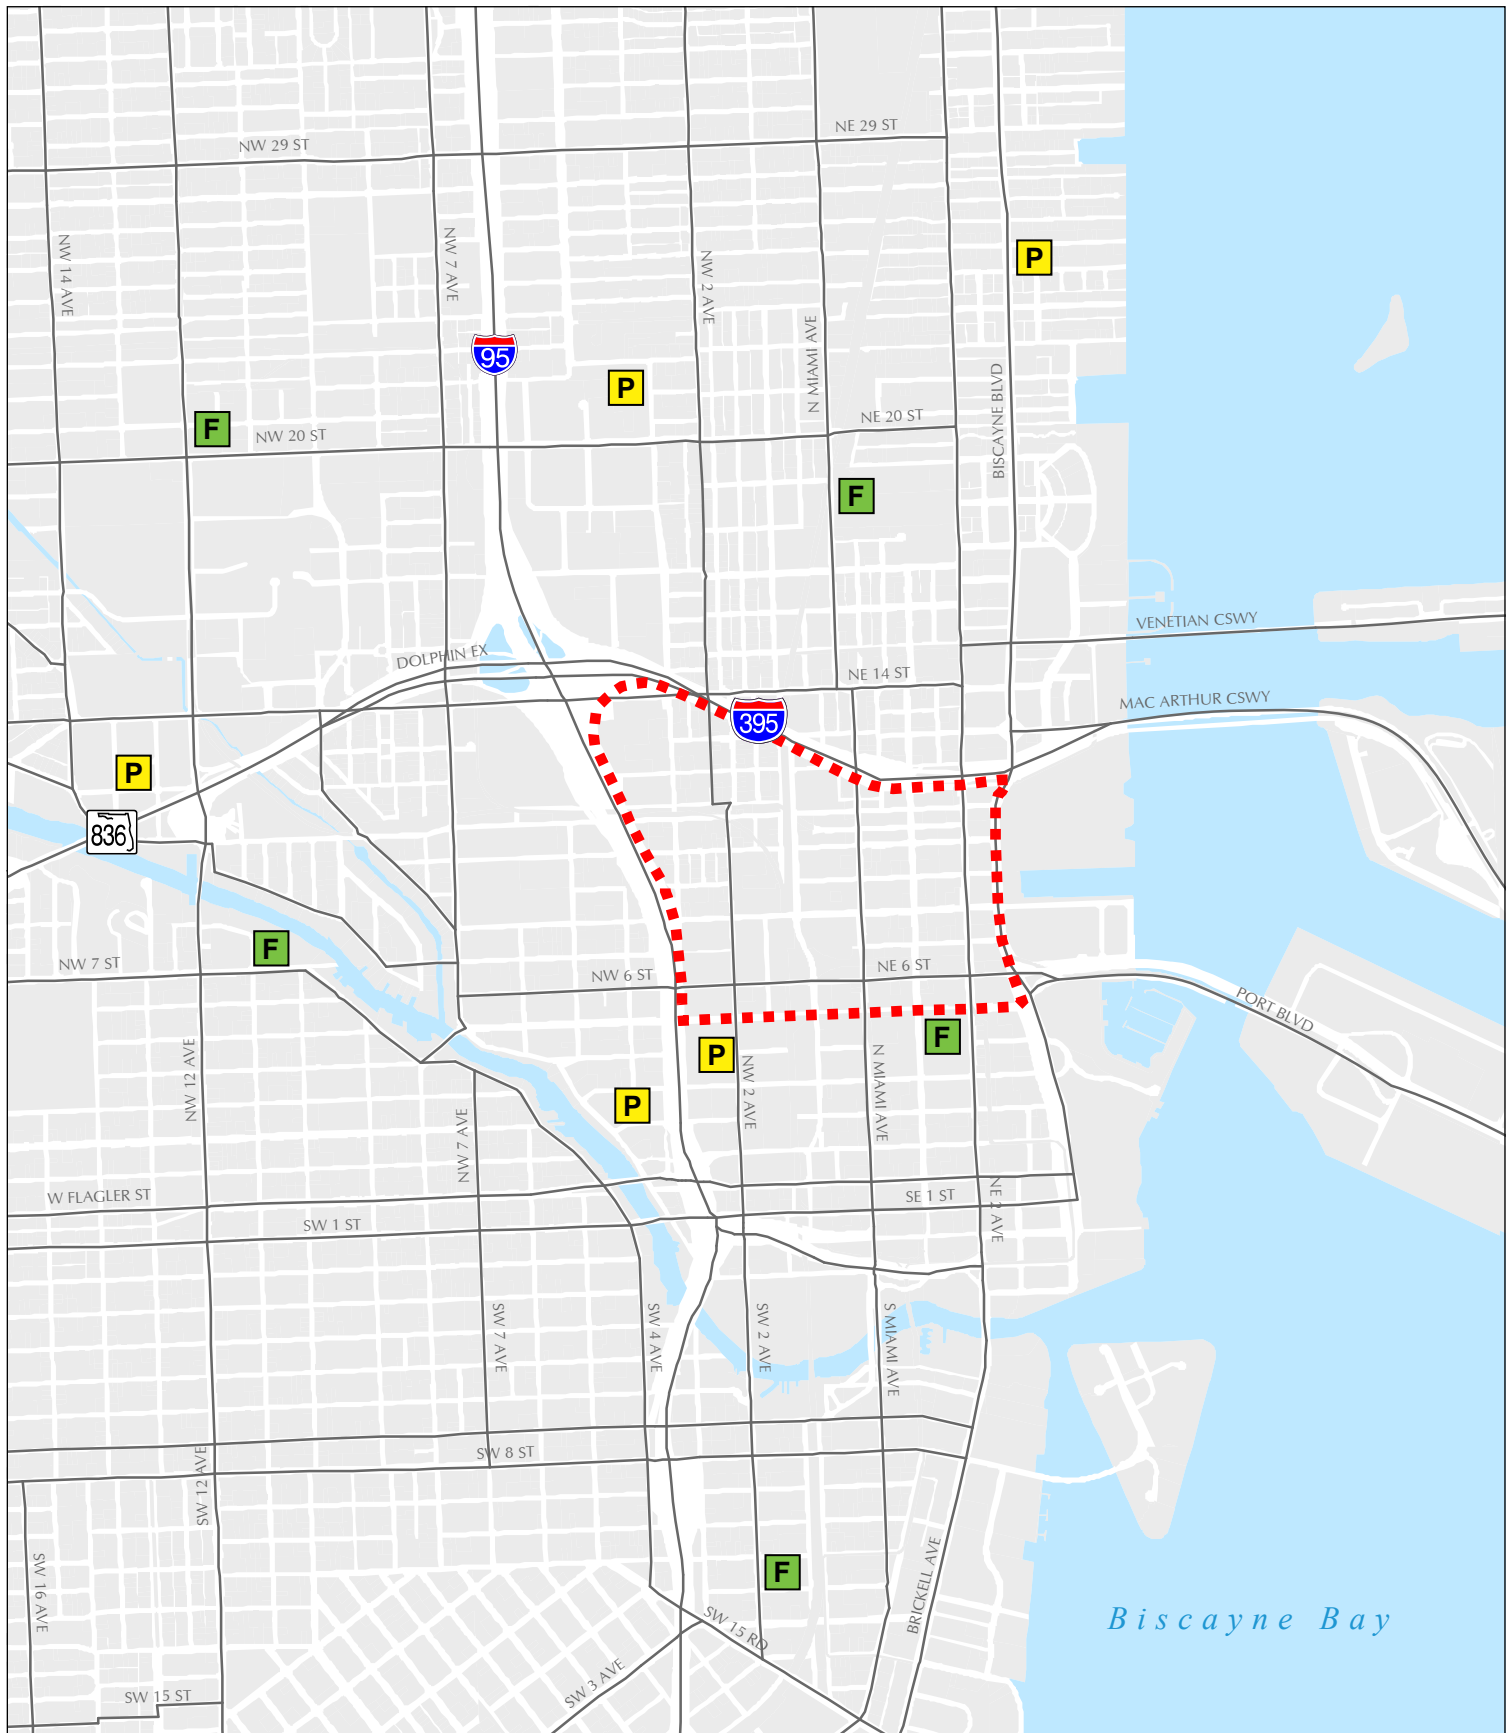 NE 29 ST
NW 29 ST
NW 14 AVE
NW 7 AVE
NW 2 AVE
P
N MIAMI AVE
95
BISCAYNE BLVD
P
F
NW 20 ST
NE 20 ST
F
VENETIAN CSWY
DOLPHIN EX
NE 14 ST
MAC ARTHUR CSWY
395
P
836
F
NW 7 ST
NW 6 ST
NE 6 ST
PORT BLVD
F
P
NW 12 AVE
NW 2 AVE
N MIAMI AVE
P
NW 7 AVE
W FLAGLER ST
SE 1 ST
NE 2 AVE
SW 1 ST
SW 7 AVE
SW 4 AVE
SW 2 AVE
S MIAMI AVE
SW 8 ST
SW 12 AVE
SW 16 AVE
F
BRICKELL AVE
Biscayne Bay
SW 15 RD
SW 3 AVE
SW 15 ST